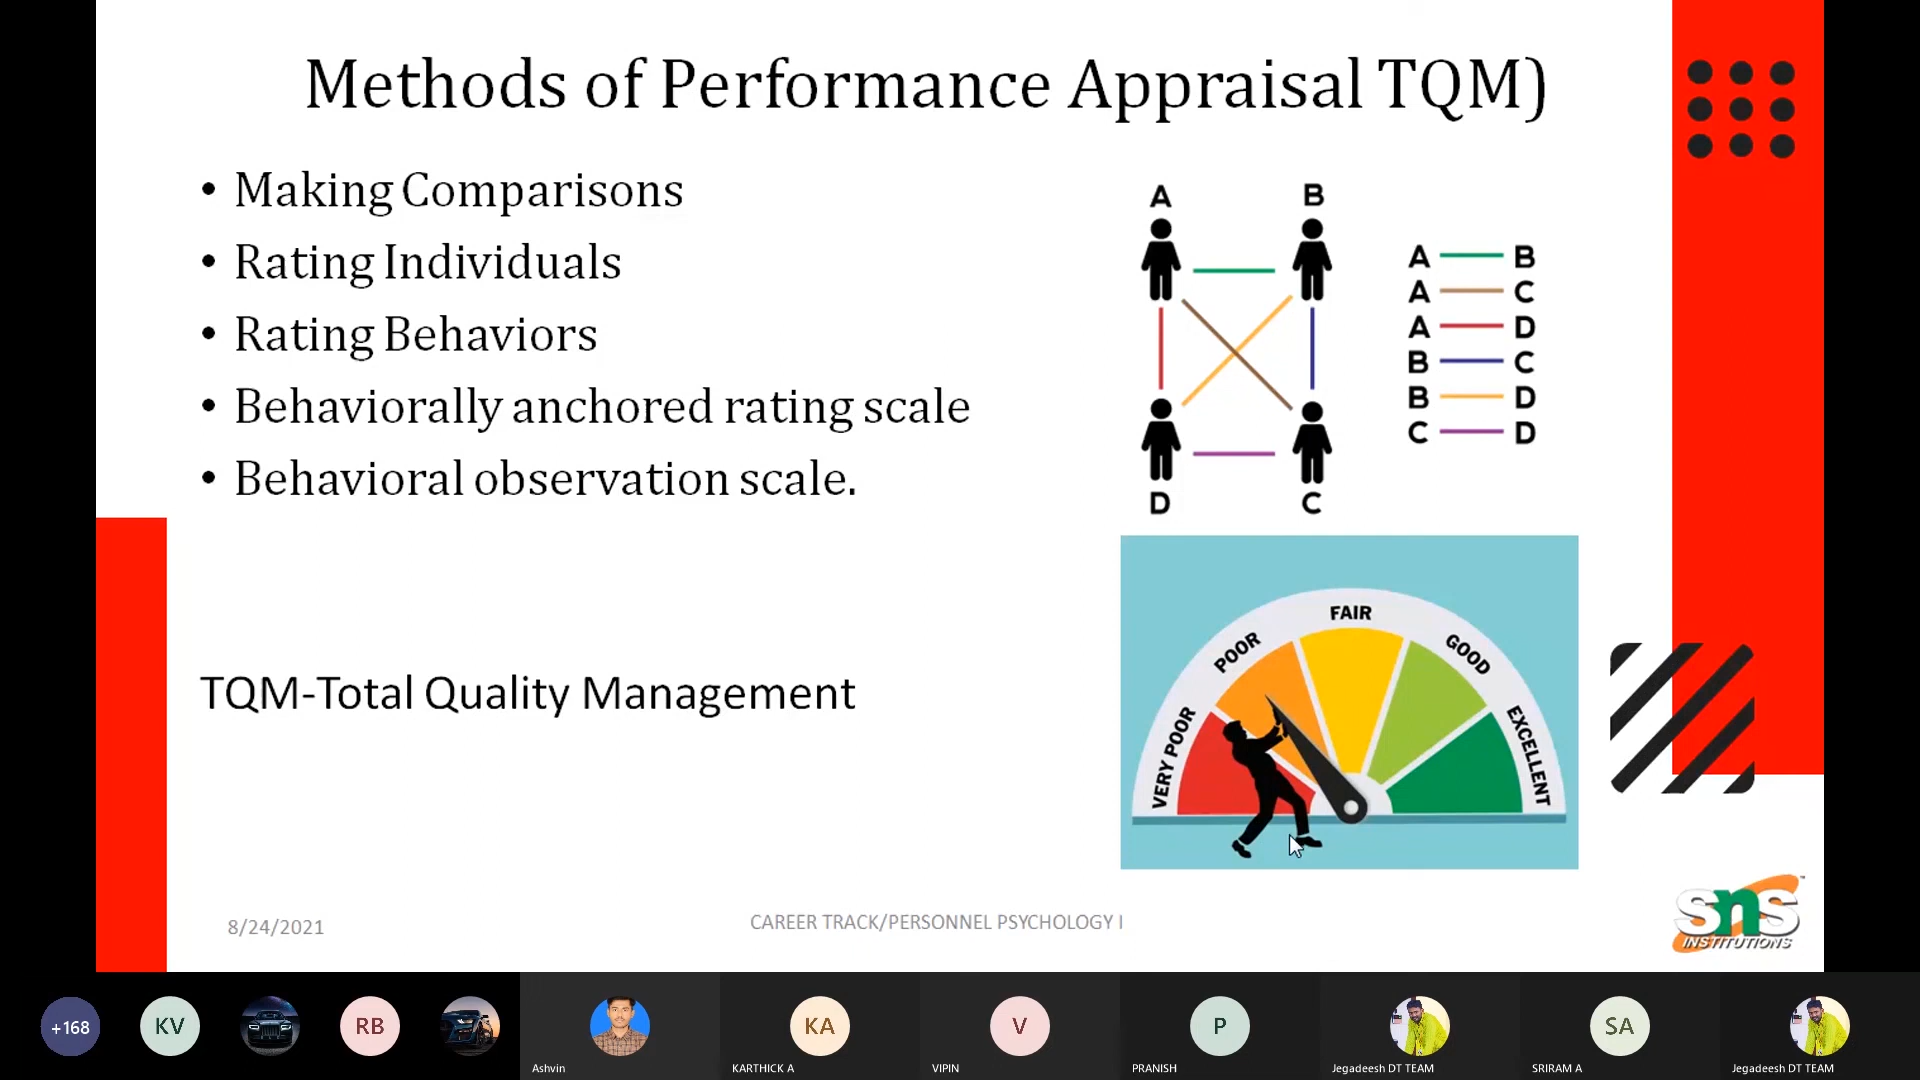 Methods of Performance Appraisal TQM)
• Making Comparisons
• Rating Individuals
• Rating Behaviors
• Behaviorally anchored rating scale
• Behavioral observation scale.
TQM-Total Quality Management
A B
D C
A B
A C
A D
B C
B D
C D
VERY POOR
POOR
FAIR
GOOD
EXCELLENT
8/24/2021
CAREER TRACK/PERSONNEL PSYCHOLOGY I
sns
INSTITUTIONS
™
+168
KV
RB
Ashvin
KA
KARTHICK A
V
VIPIN
P
PRANISH
Jegadeesh DT TEAM
SA
SRIRAM A
Jegadeesh DT TEAM